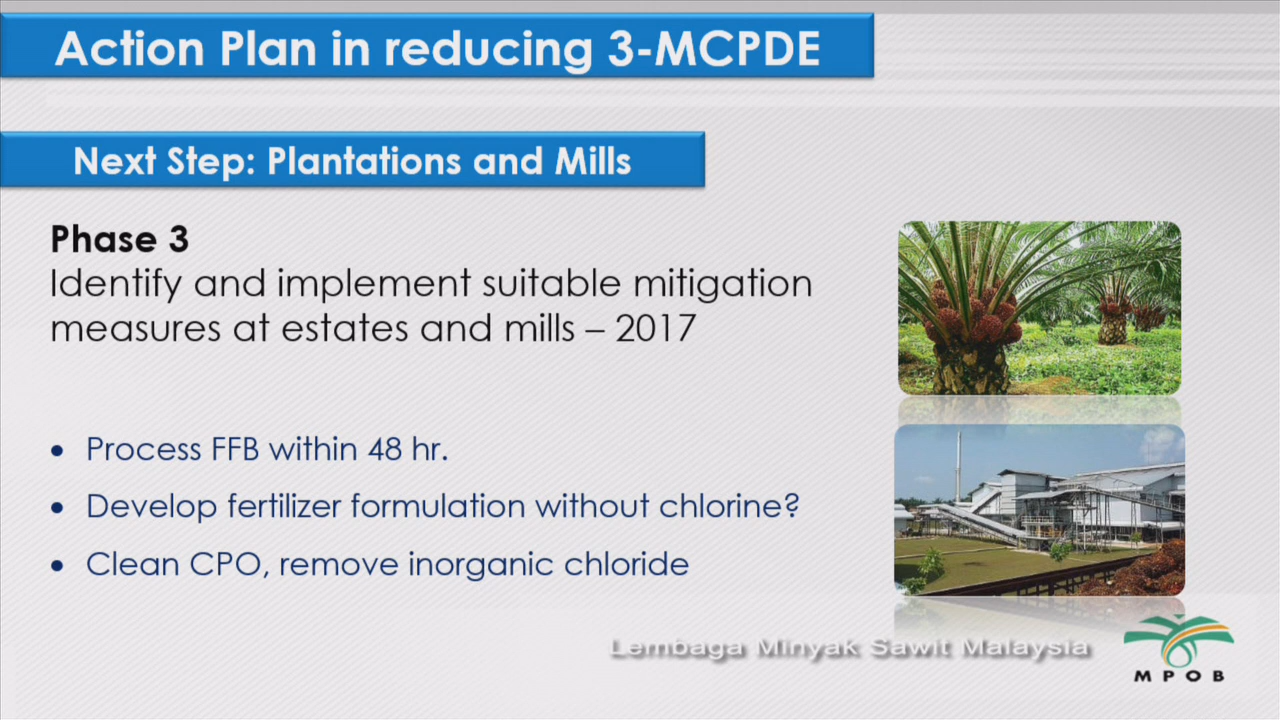 Action Plan in reducing 3-MCPDE
Next Step: Plantations and Mills
Phase 3
Identify and implement suitable mitigation
measures at estates and mills – 2017
• Process FFB within 48 hr.
• Develop fertilizer formulation without chlorine?
• Clean CPO, remove inorganic chloride
Lembaga Minyak Sawit Malaysia
MPOB